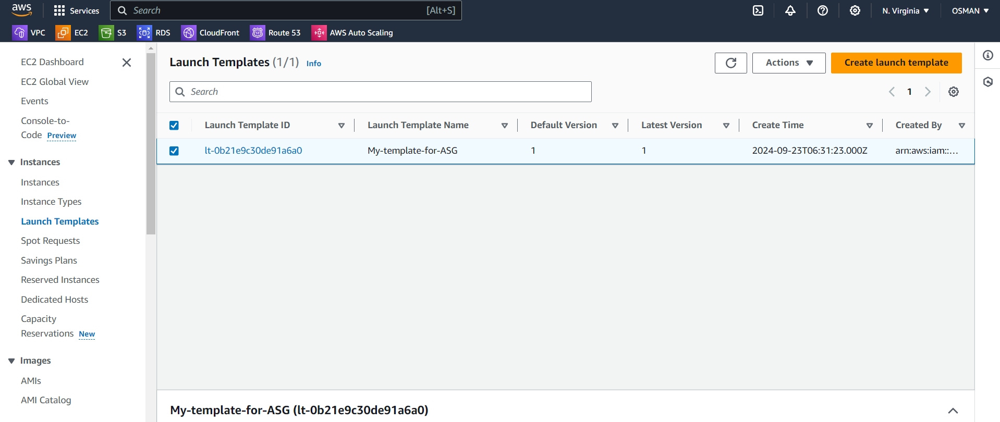 aws
Services
Search [Alt+S]
N. Virginia
OSMAN
VPC EC2 S3 RDS CloudFront Route 53 AWS Auto Scaling
EC2 Dashboard
EC2 Global View
Events
Console-to-
Code Preview
Instances
Instances
Instance Types
Launch Templates
Spot Requests
Savings Plans
Reserved Instances
Dedicated Hosts
Capacity
Reservations New
Images
AMIs
AMI Catalog
Launch Templates (1/1) Info
Actions
Create launch template
Search
1
Launch Template ID Launch Template Name Default Version Latest Version Create Time Created By
lt-0b21e9c30de91a6a0 My-template-for-ASG 1 1 2024-09-23T06:31:23.000Z arn:aws:iam::...
My-template-for-ASG (lt-0b21e9c30de91a6a0)